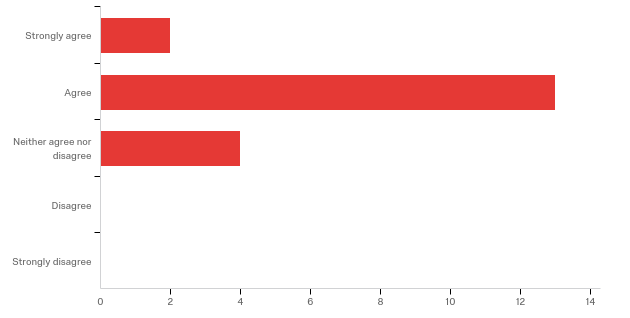 Strongly agree
Agree
Neither agree nor
disagree
Disagree
Strongly disagree
0 2 4 6 8 10 12 14